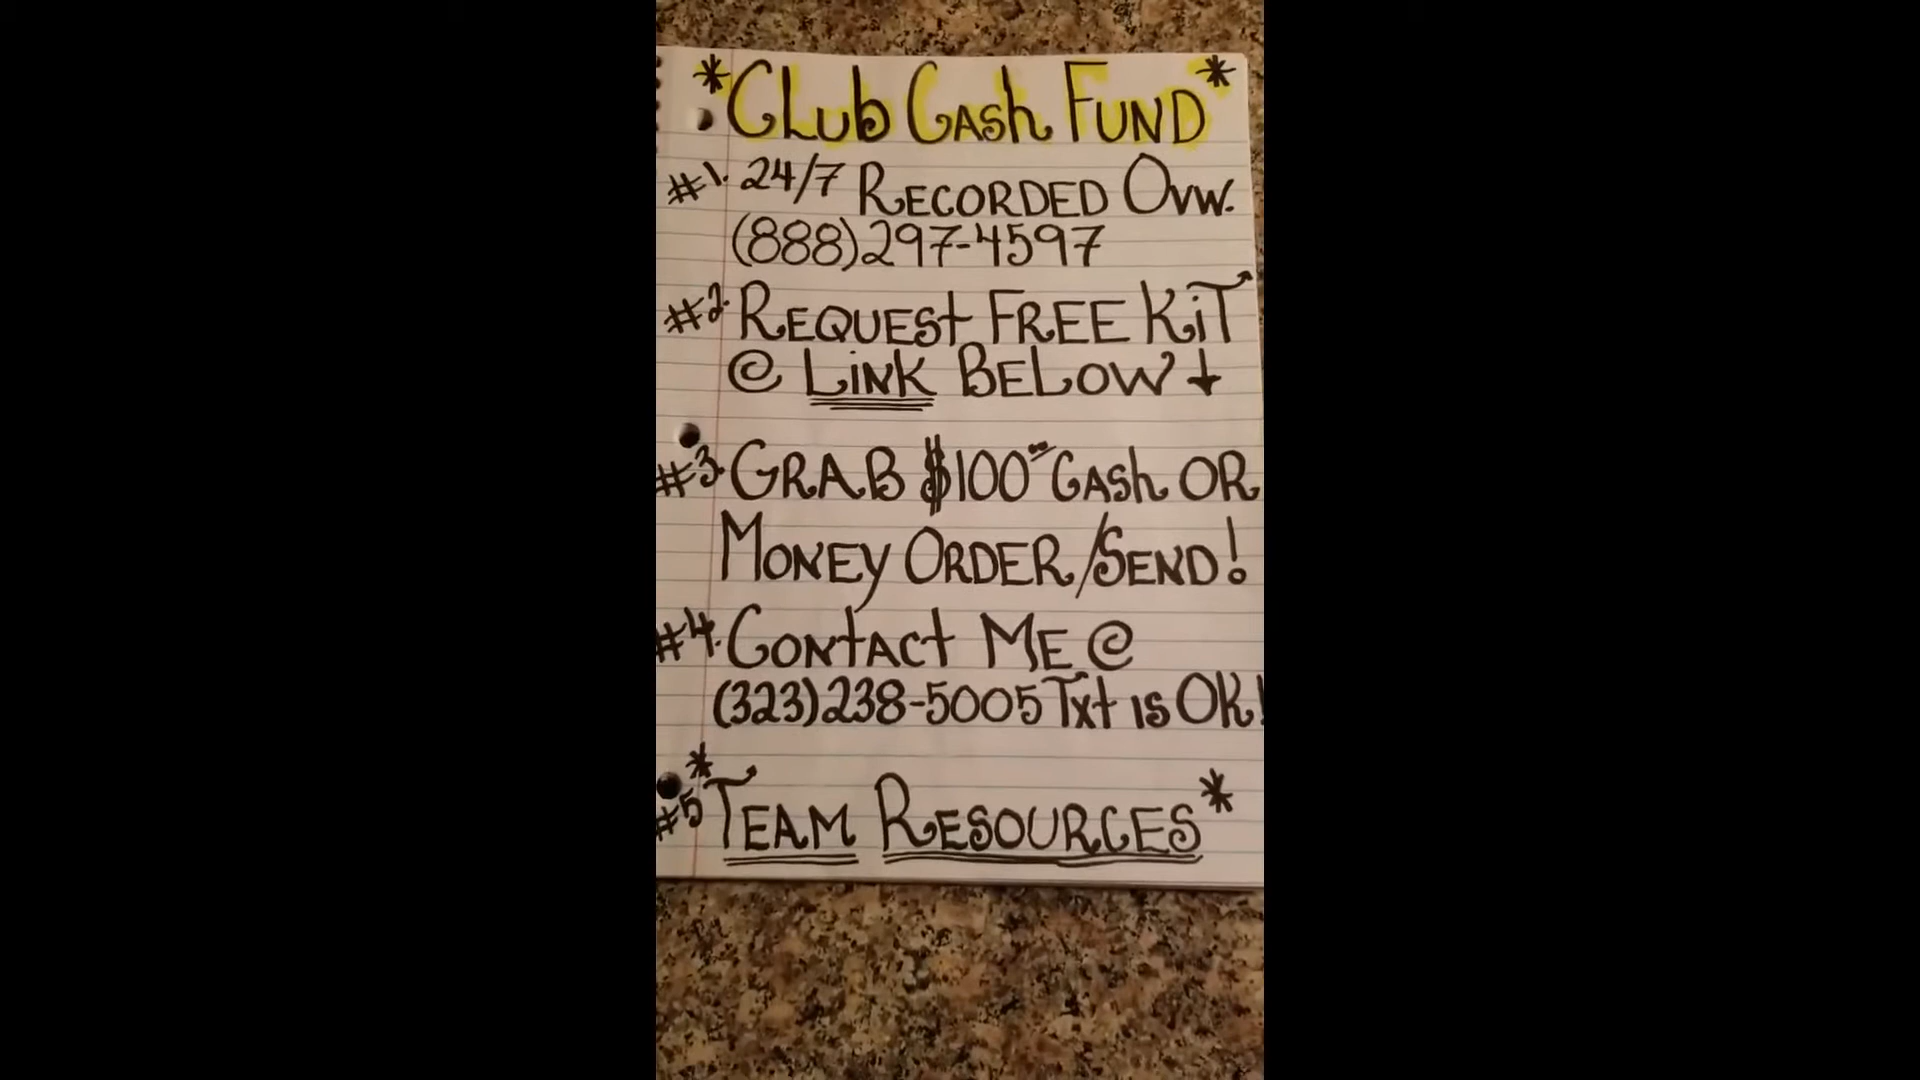 *Club Cash Fund*
#1. 24/7 Recorded Ovw.
(888)297-4597
#2. Request FREE KiT
@ Link Below ↓
#3. GRAB $100⁰⁰ Cash OR
Money Order/Send!
#4. Contact Me @
(323)238-5005 Txt is OK!
#5 *Team Resources*